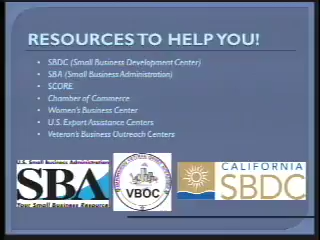 RESOURCES TO HELP YOU!
• SBDC (Small Business Development Center)
• SBA (Small Business Administration)
• SCORE
• Chamber of Commerce
• Women's Business Center
• U.S. Export Assistance Centers
• Veteran's Business Outreach Centers
U.S. Small Business Administration
SBA
Your Small Business Resource
VBOC
CALIFORNIA
SBDC